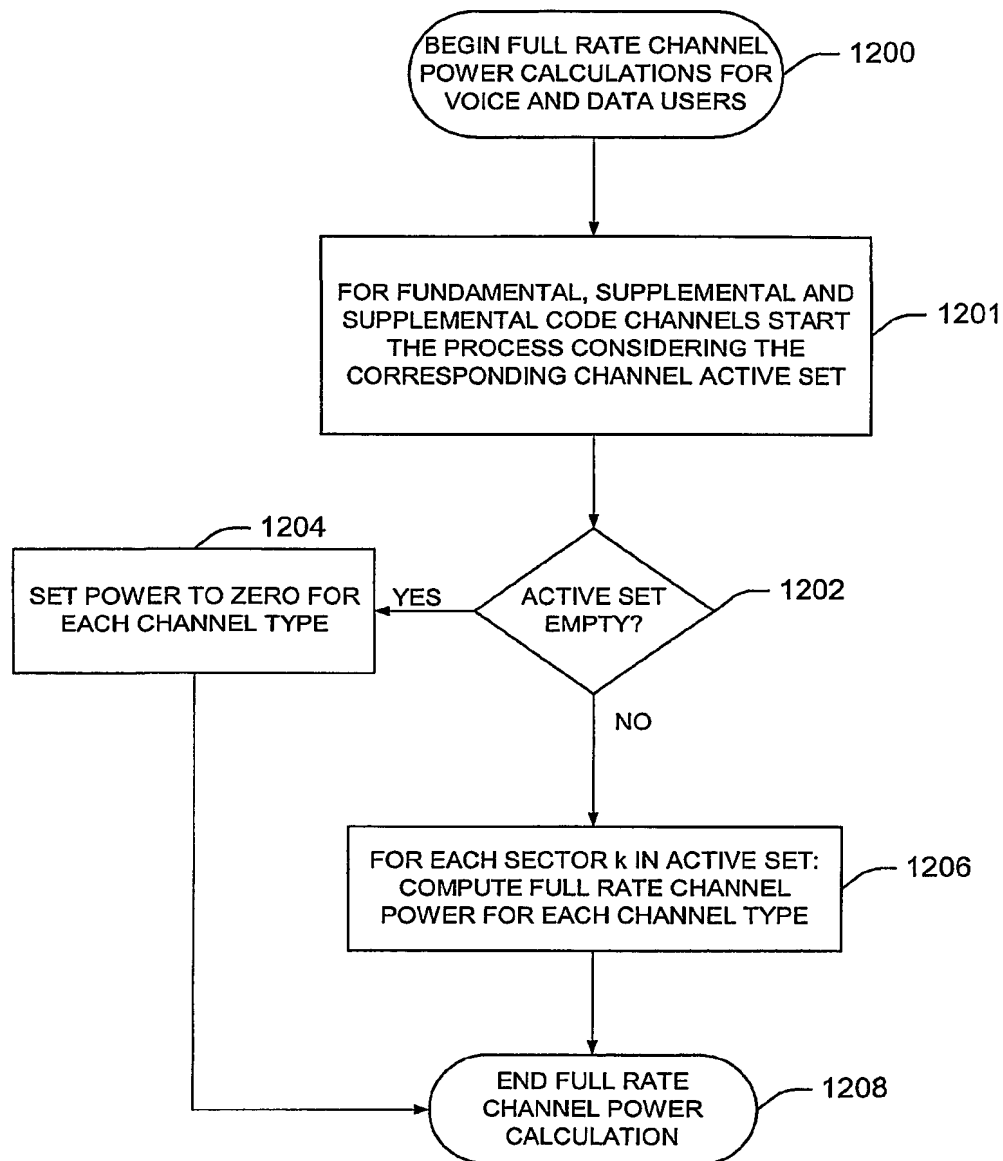 BEGIN FULL RATE CHANNEL
POWER CALCULATIONS FOR
VOICE AND DATA USERS
1200
FOR FUNDAMENTAL, SUPPLEMENTAL AND
SUPPLEMENTAL CODE CHANNELS START
THE PROCESS CONSIDERING THE
CORRESPONDING CHANNEL ACTIVE SET
1201
1204
SET POWER TO ZERO FOR
EACH CHANNEL TYPE
YES
ACTIVE SET
EMPTY?
1202
NO
FOR EACH SECTOR k IN ACTIVE SET:
COMPUTE FULL RATE CHANNEL
POWER FOR EACH CHANNEL TYPE
1206
END FULL RATE
CHANNEL POWER
CALCULATION
1208